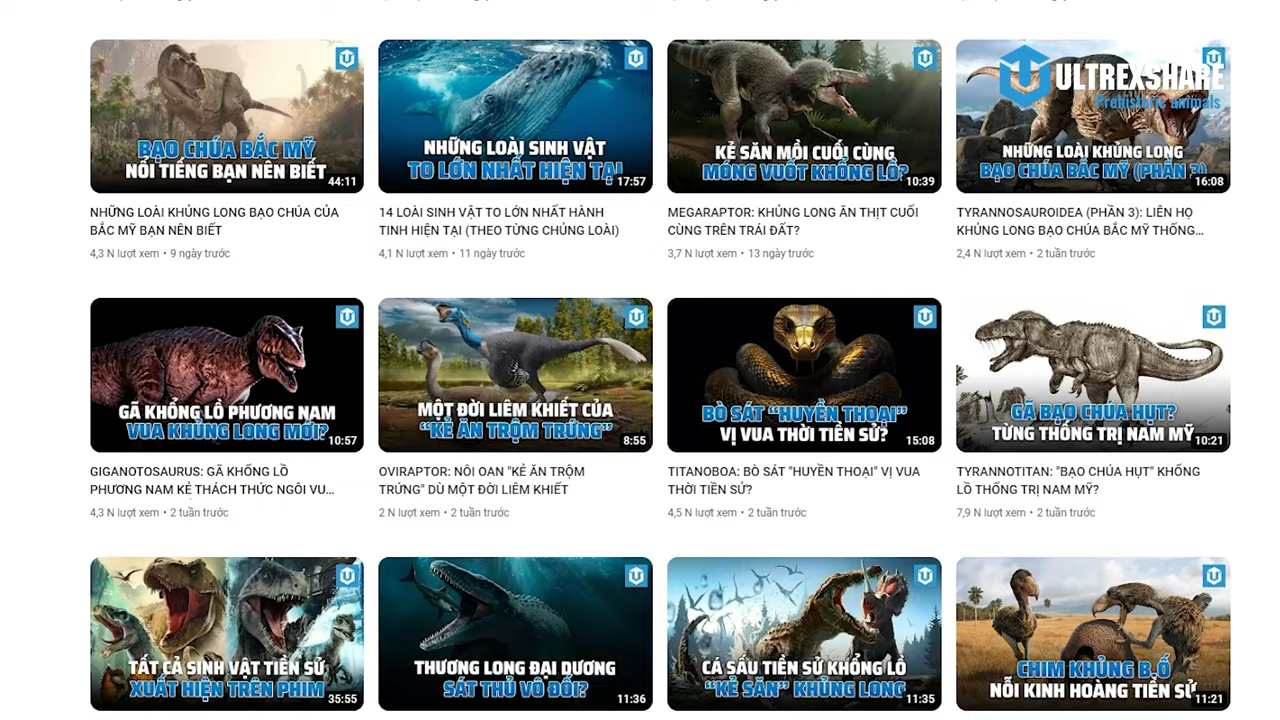 ULTREXSHARE
Prehistoric animals
BẠO CHÚA BẮC MỸ
NỔI TIẾNG BẠN NÊN BIẾT
44:11
NHỮNG LOÀI SINH VẬT
TO LỚN NHẤT HIỆN TẠI
17:57
KẺ SĂN MỒI CUỐI CÙNG
MÓNG VUỐT KHỔNG LỒ?
10:39
NHỮNG LOÀI KHỦNG LONG
BẠO CHÚA BẮC MỸ (PHẦN 3)
16:08
NHỮNG LOÀI KHỦNG LONG BẠO CHÚA CỦA
BẮC MỸ BẠN NÊN BIẾT
4,3 N lượt xem • 9 ngày trước
14 LOÀI SINH VẬT TO LỚN NHẤT HÀNH
TINH HIỆN TẠI (THEO TỪNG CHỦNG LOÀI)
4,1 N lượt xem • 11 ngày trước
MEGARAPTOR: KHỦNG LONG ĂN THỊT CUỐI
CÙNG TRÊN TRÁI ĐẤT?
3,7 N lượt xem • 13 ngày trước
TYRANNOSAUROIDEA (PHẦN 3): LIÊN HỌ
KHỦNG LONG BẠO CHÚA BẮC MỸ THỐNG...
2,4 N lượt xem • 2 tuần trước
GÃ KHỔNG LỒ PHƯƠNG NAM
VUA KHỦNG LONG MỚI?
10:57
MỘT ĐỜI LIÊM KHIẾT CỦA
"KẺ ĂN TRỘM TRỨNG"
8:55
BÒ SÁT "HUYỀN THOẠI"
VỊ VUA THỜI TIỀN SỬ?
15:08
GÃ BẠO CHÚA HỤT?
TỪNG THỐNG TRỊ NAM MỸ
10:21
GIGANOTOSAURUS: GÃ KHỔNG LỒ
PHƯƠNG NAM KẺ THÁCH THỨC NGÔI VU...
4,3 N lượt xem • 2 tuần trước
OVIRAPTOR: NỖI OAN "KẺ ĂN TRỘM
TRỨNG" DÙ MỘT ĐỜI LIÊM KHIẾT
2 N lượt xem • 2 tuần trước
TITANOBOA: BÒ SÁT "HUYỀN THOẠI" VỊ VUA
THỜI TIỀN SỬ?
4,5 N lượt xem • 2 tuần trước
TYRANNOTITAN: "BẠO CHÚA HỤT" KHỔNG
LỒ THỐNG TRỊ NAM MỸ?
7,9 N lượt xem • 2 tuần trước
TẤT CẢ SINH VẬT TIỀN SỬ
XUẤT HIỆN TRÊN PHIM
35:55
THƯƠNG LONG ĐẠI DƯƠNG
SÁT THỦ VÔ ĐỐI?
11:36
CÁ SẤU TIỀN SỬ KHỔNG LỒ
"KẺ SĂN" KHỦNG LONG
11:35
CHIM KHỦNG B.Ố
NỖI KINH HOÀNG TIỀN SỬ
11:21